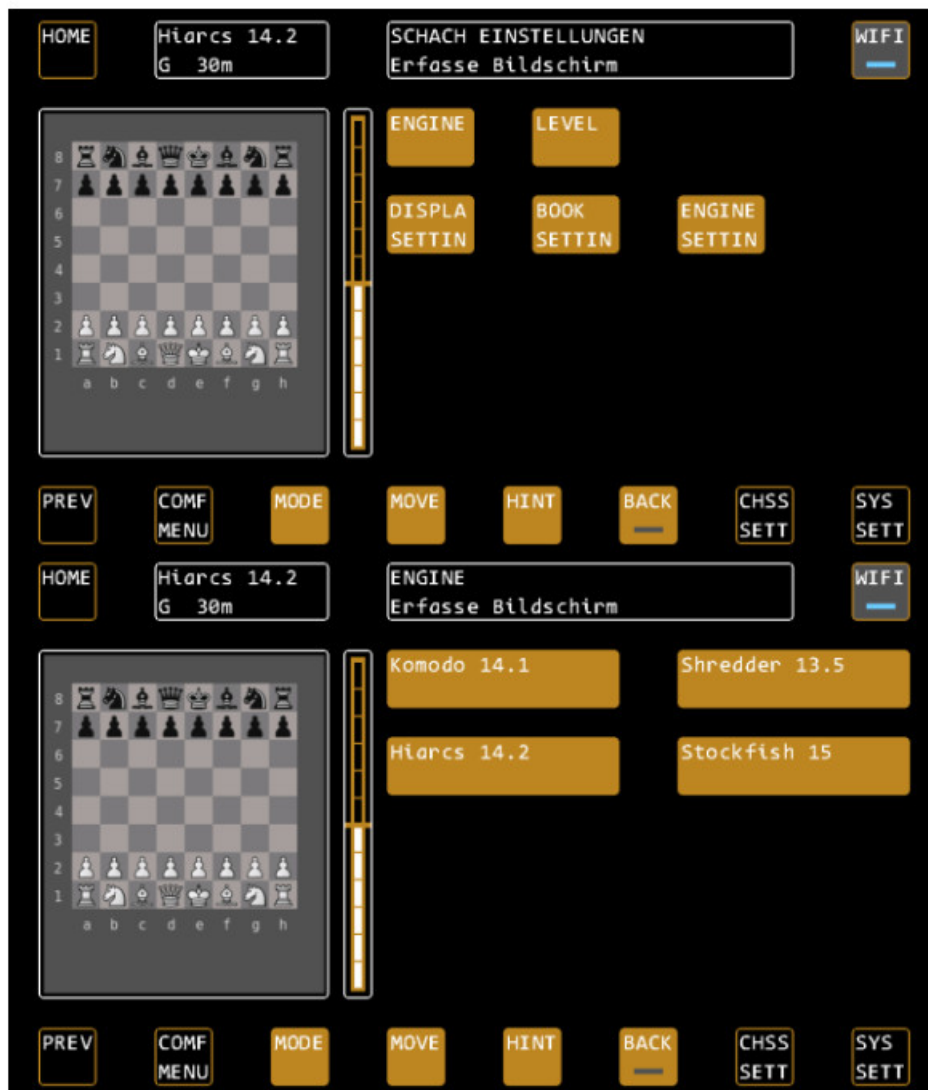 HOME
Hiarcs 14.2
G 30m
SCHACH EINSTELLUNGEN
Erfasse Bildschirm
WIFI
ENGINE
LEVEL
DISPLA
SETTIN
BOOK
SETTIN
ENGINE
SETTIN
8
7
6
5
4
3
2
1
a b c d e f g h
PREV
COMF
MENU
MODE
MOVE
HINT
BACK
CHSS
SETT
SYS
SETT
HOME
Hiarcs 14.2
G 30m
ENGINE
Erfasse Bildschirm
WIFI
Komodo 14.1
Shredder 13.5
Hiarcs 14.2
Stockfish 15
8
7
6
5
4
3
2
1
a b c d e f g h
PREV
COMF
MENU
MODE
MOVE
HINT
BACK
CHSS
SETT
SYS
SETT